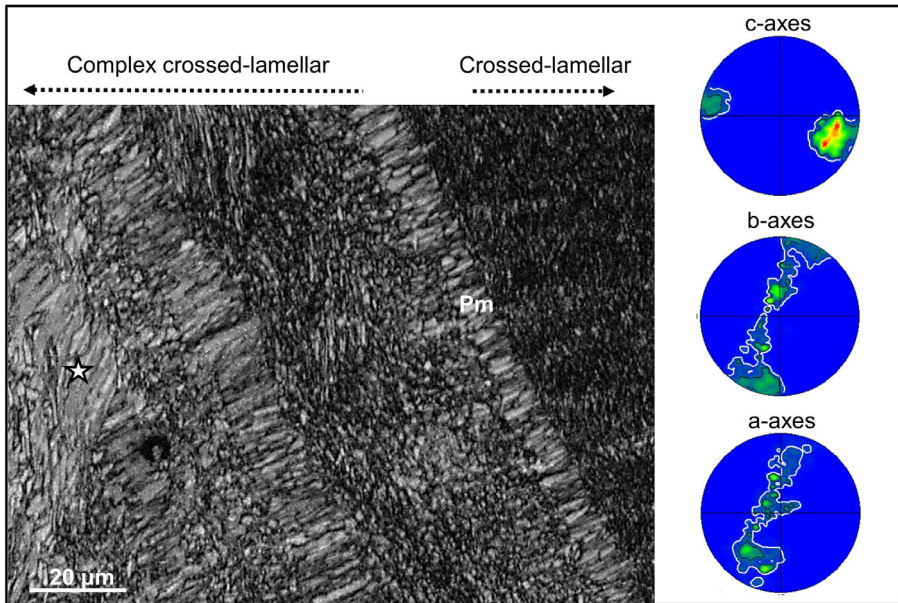 Complex crossed-lamellar
Crossed-lamellar
c-axes
b-axes
a-axes
Pm
20 µm